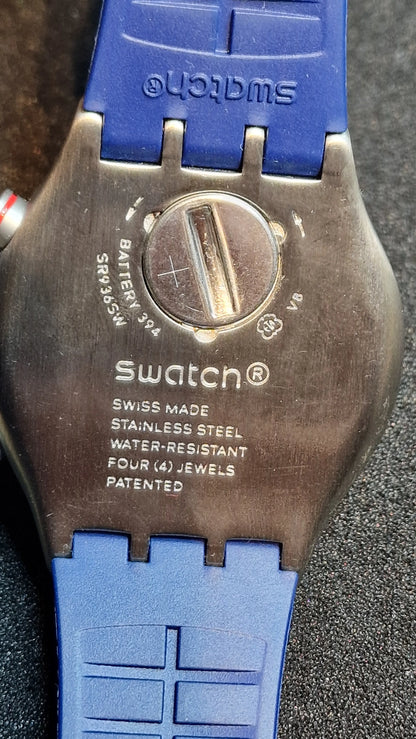 swatch®
BATTERY 394
SR936SW
V8
swatch®
SWISS MADE
STAINLESS STEEL
WATER-RESISTANT
FOUR (4) JEWELS
PATENTED